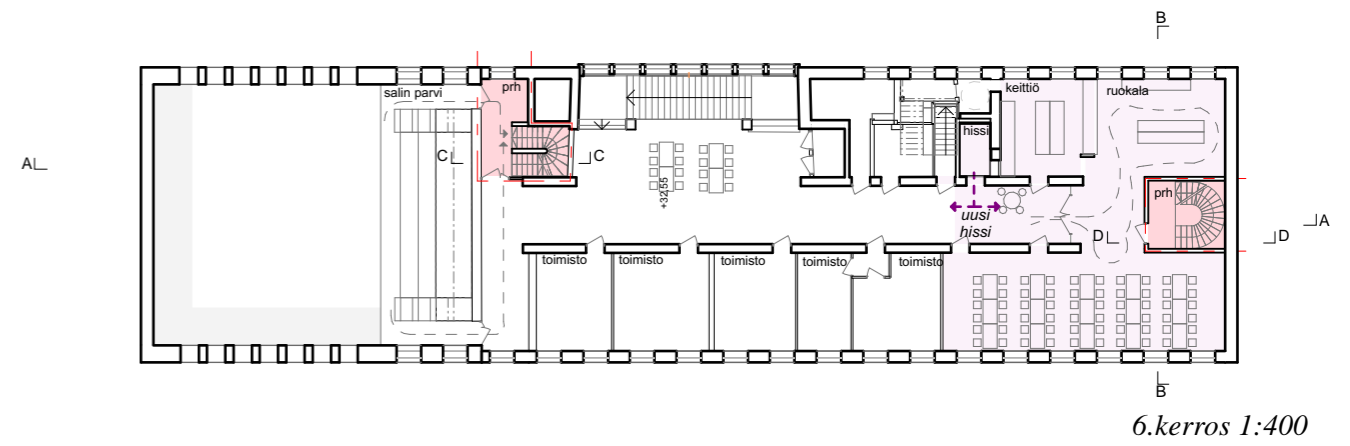 B
salin parvi
prh
keittiö
ruokala
hissi
A
C
C
+32,55
prh
uusi
hissi
D
D
A
toimisto
toimisto
toimisto
toimisto
toimisto
B
6.kerros 1:400